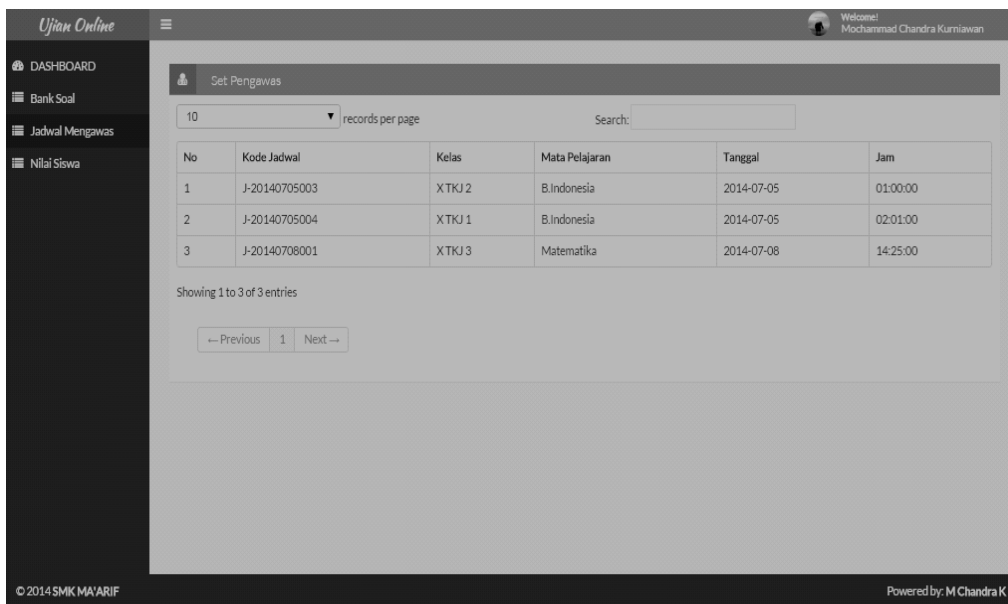 Ujian Online
Welcome!
Mochammad Chandra Kurniawan
DASHBOARD
Bank Soal
Jadwal Mengawas
Nilai Siswa
Set Pengawas
10 records per page Search:
No Kode Jadwal Kelas Mata Pelajaran Tanggal Jam
1 J-20140705003 X TKJ 2 B.Indonesia 2014-07-05 01:00:00
2 J-20140705004 X TKJ 1 B.Indonesia 2014-07-05 02:01:00
3 J-20140708001 X TKJ 3 Matematika 2014-07-08 14:25:00
Showing 1 to 3 of 3 entries
← Previous 1 Next →
© 2014 SMK MA'ARIF Powered by: M Chandra K